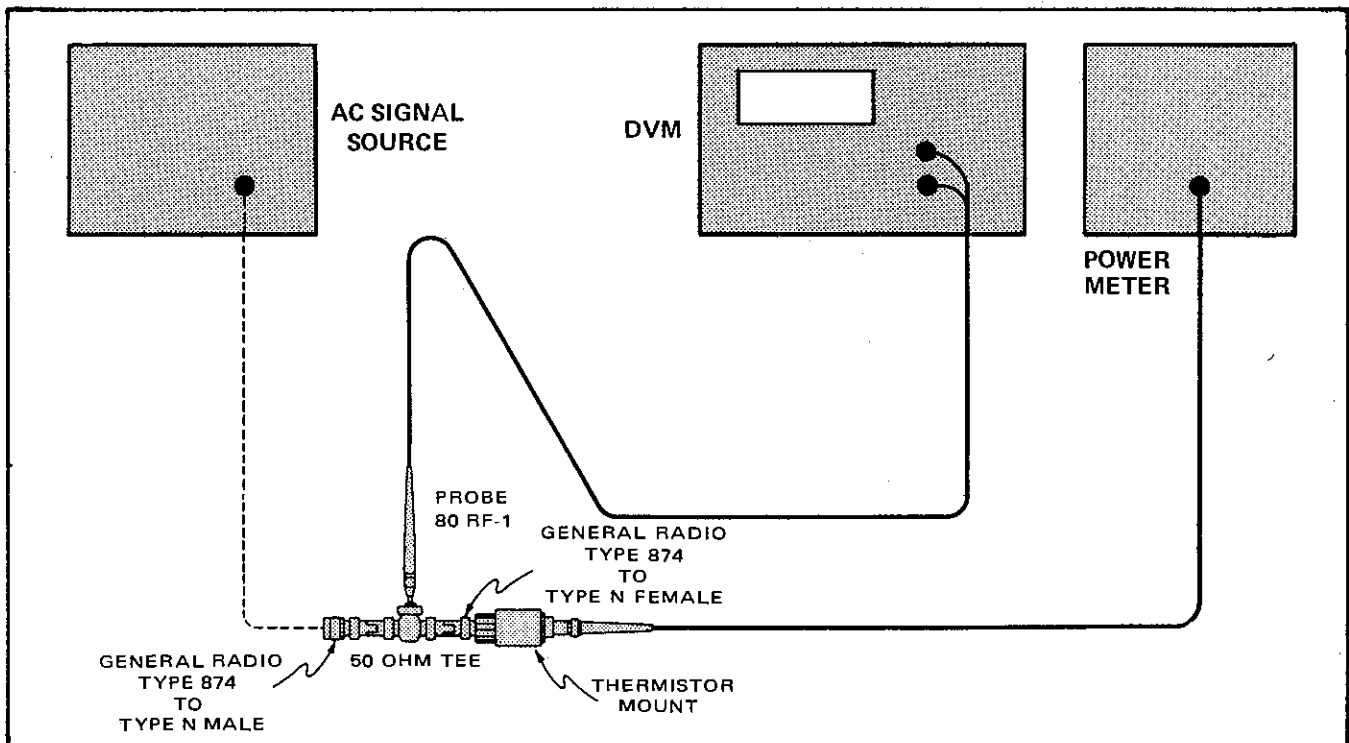 AC SIGNAL
SOURCE
DVM
POWER
METER
PROBE
80 RF-1
GENERAL RADIO
TYPE 874
TO
TYPE N FEMALE
50 OHM TEE
GENERAL RADIO
TYPE 874
TO
TYPE N MALE
THERMISTOR
MOUNT